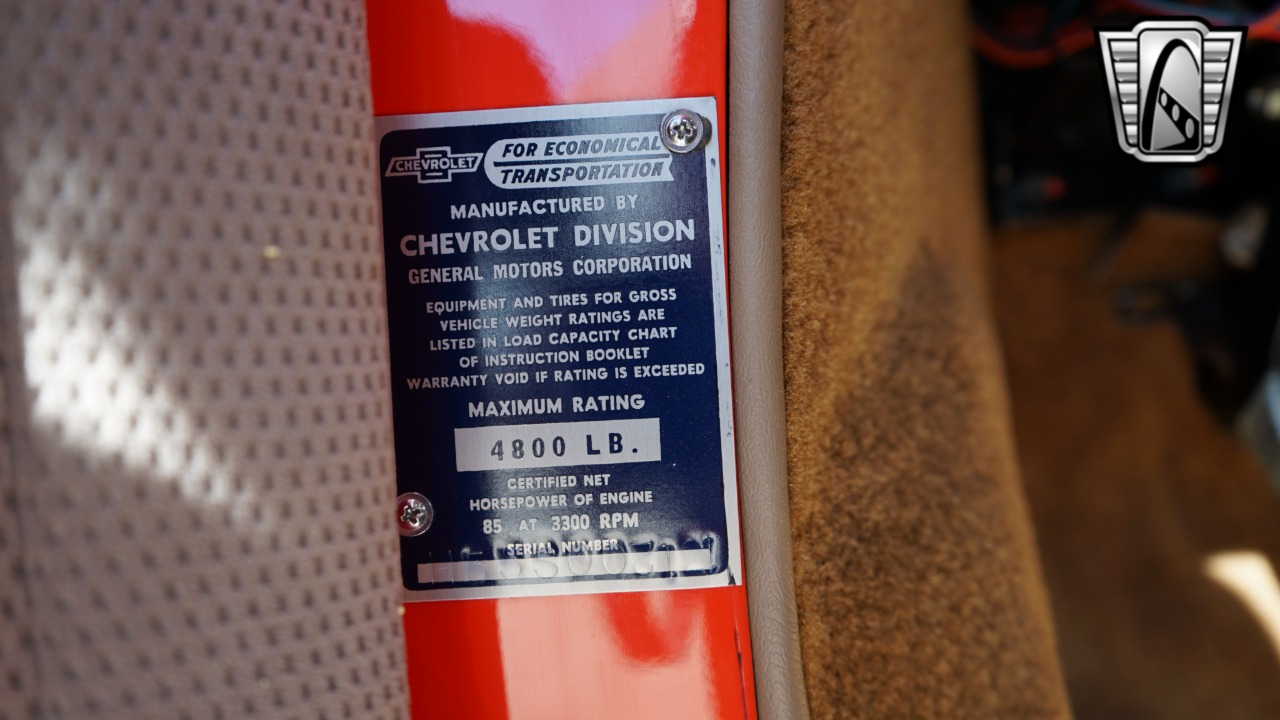 CHEVROLET
FOR ECONOMICAL
TRANSPORTATION
MANUFACTURED BY
CHEVROLET DIVISION
GENERAL MOTORS CORPORATION
EQUIPMENT AND TIRES FOR GROSS
VEHICLE WEIGHT RATINGS ARE
LISTED IN LOAD CAPACITY CHART
OF INSTRUCTION BOOKLET
WARRANTY VOID IF RATING IS EXCEEDED
MAXIMUM RATING
4800 LB.
CERTIFIED NET
HORSEPOWER OF ENGINE
85 AT 3300 RPM
SERIAL NUMBER